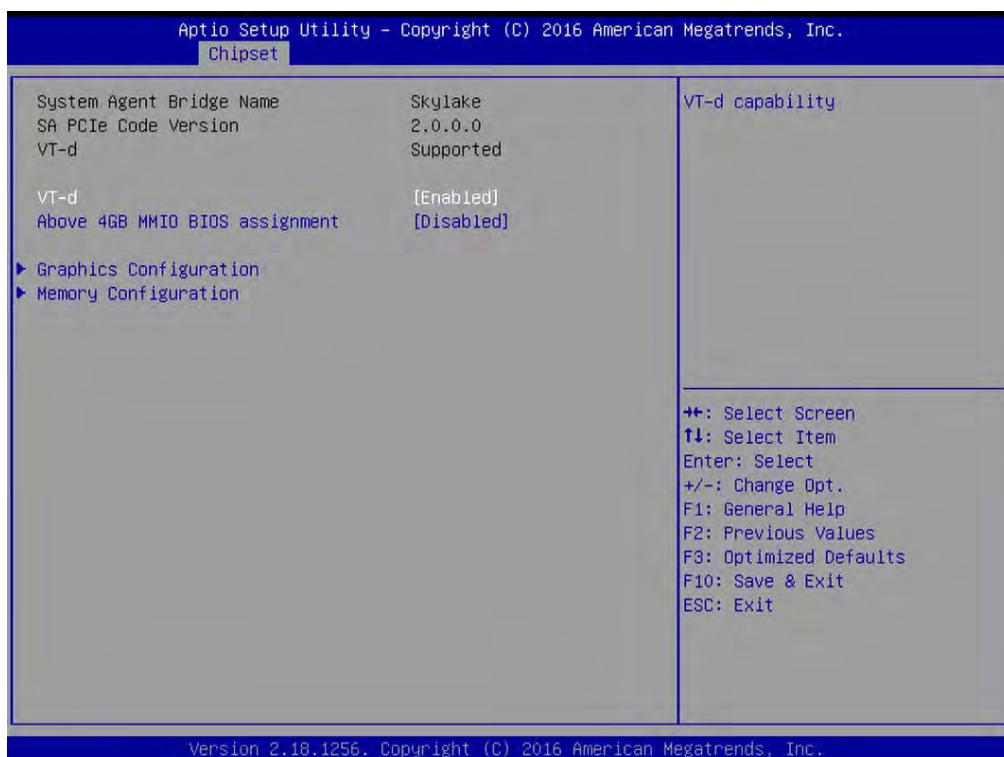 Aptio Setup Utility – Copyright (C) 2016 American Megatrends, Inc.
Chipset
System Agent Bridge Name Skylake
SA PCIe Code Version 2.0.0.0
VT-d Supported
VT-d [Enabled]
Above 4GB MMIO BIOS assignment [Disabled]
▶ Graphics Configuration
▶ Memory Configuration
VT-d capability
→←: Select Screen
↑↓: Select Item
Enter: Select
+/-: Change Opt.
F1: General Help
F2: Previous Values
F3: Optimized Defaults
F10: Save & Exit
ESC: Exit
Version 2.18.1256. Copyright (C) 2016 American Megatrends, Inc.